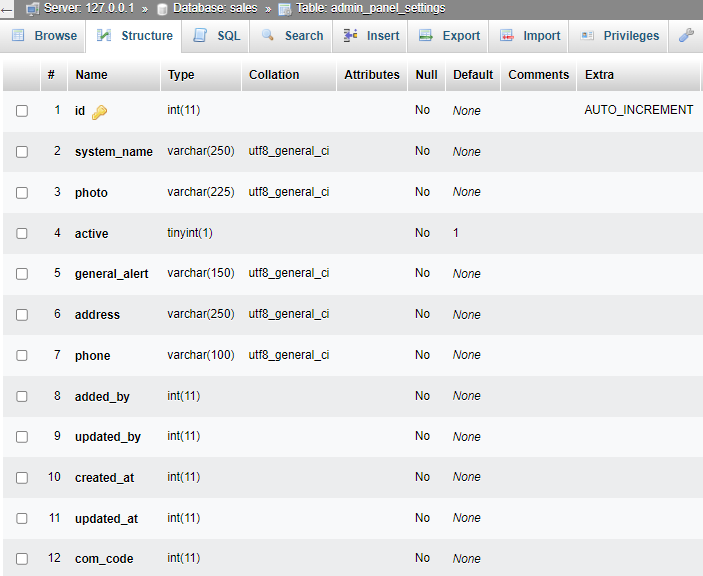 Server: 127.0.0.1 » Database: sales » Table: admin_panel_settings
Browse Structure SQL Search Insert Export Import Privileges
# Name Type Collation Attributes Null Default Comments Extra
1 id int(11) No None AUTO_INCREMENT
2 system_name varchar(250) utf8_general_ci No None
3 photo varchar(225) utf8_general_ci No None
4 active tinyint(1) No 1
5 general_alert varchar(150) utf8_general_ci No None
6 address varchar(250) utf8_general_ci No None
7 phone varchar(100) utf8_general_ci No None
8 added_by int(11) No None
9 updated_by int(11) No None
10 created_at int(11) No None
11 updated_at int(11) No None
12 com_code int(11) No None